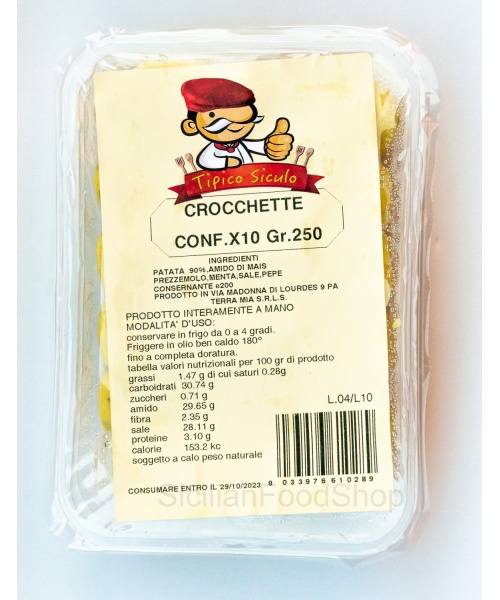 Tipico Siculo
CROCCHETTE
CONF.X10 Gr.250
INGREDIENTI
PATATA 90%,AMIDO DI MAIS
PREZZEMOLO,MENTA,SALE,PEPE
CONSERNANTE e200
PRODOTTO IN VIA MADONNA DI LOURDES 9 PA
TERRA MIA S.R.L.S.
PRODOTTO INTERAMENTE A MANO
MODALITA' D'USO:
conservare in frigo da 0 a 4 gradi.
Friggere in olio ben caldo 180°
fino a completa doratura.
tabella valori nutrizionali per 100 gr di prodotto
grassi 1.47 g di cui saturi 0.28g
carboidrati 30.74 g
zuccheri 0.71 g
amido 29.65 g
fibra 2.35 g
sale 28.11 g
proteine 3.10 g
calorie 153.2 kc
soggetto a calo peso naturale
L.04/L10
CONSUMARE ENTRO IL 29/10/2023
8 033976610289
SicilianFoodShop